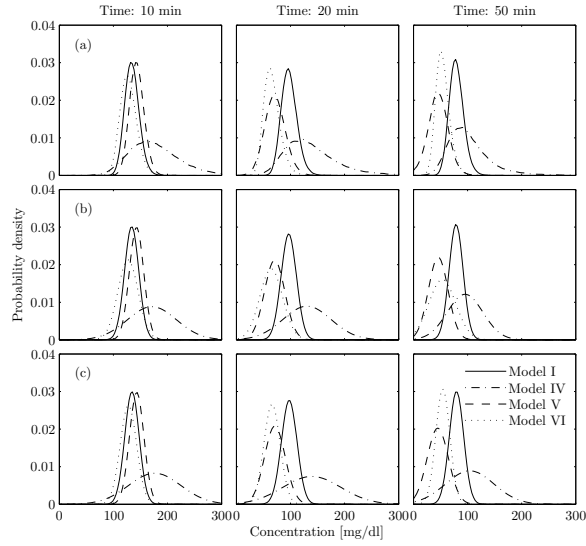 Time: 10 min
Time: 20 min
Time: 50 min
0.04
0.03
0.02
0.01
0
(a)
0.04
0.03
0.02
0.01
0
(b)
Probability density
0.04
0.03
0.02
0.01
0
(c)
Model I
Model IV
Model V
Model VI
0 100 200 300
0 100 200 300
0 100 200 300
Concentration [mg/dl]